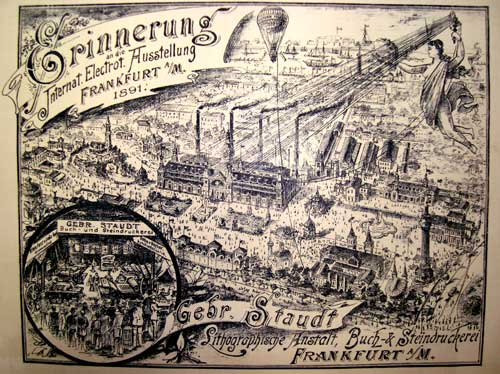 Erinnerung
an die
Internat. Electrot. Ausstellung
FRANKFURT a/M.
1891.
GEBR. STAUDT
Buch- und Steindruckerei
Gebr. Staudt
Lithographische Anstalt, Buch- & Steindruckerei
FRANKFURT a/M.